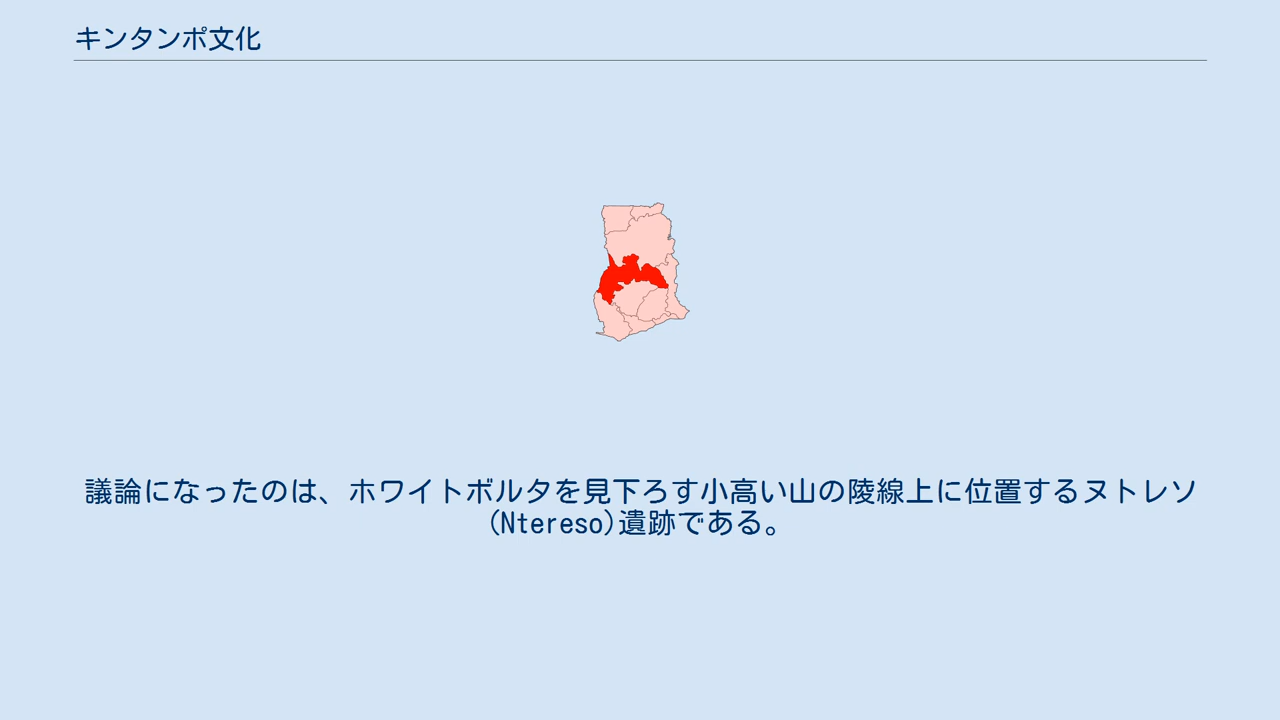 キンタンポ文化
議論になったのは、ホワイトボルタを見下ろす小高い山の陵線上に位置するヌトレソ
(Ntereso)遺跡である。